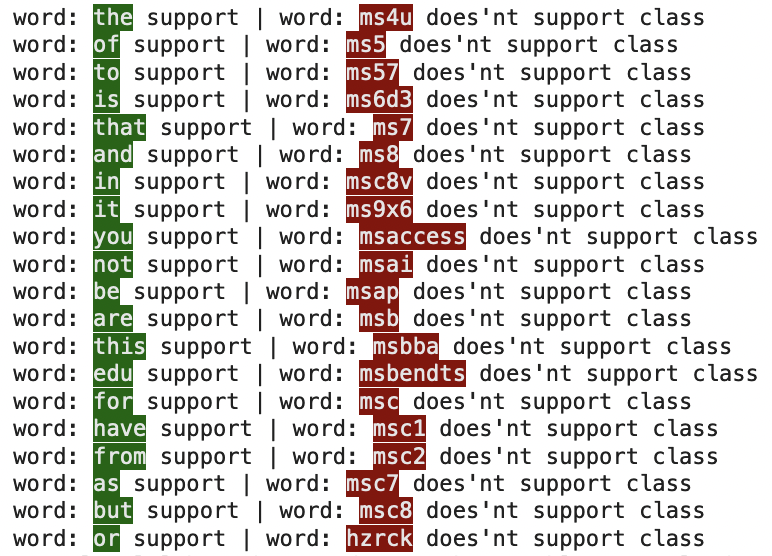 word: the support | word: ms4u does'nt support class
word: of support | word: ms5 does'nt support class
word: to support | word: ms57 does'nt support class
word: is support | word: ms6d3 does'nt support class
word: that support | word: ms7 does'nt support class
word: and support | word: ms8 does'nt support class
word: in support | word: msc8v does'nt support class
word: it support | word: ms9x6 does'nt support class
word: you support | word: msaccess does'nt support class
word: not support | word: msai does'nt support class
word: be support | word: msap does'nt support class
word: are support | word: msb does'nt support class
word: this support | word: msbba does'nt support class
word: edu support | word: msbendts does'nt support class
word: for support | word: msc does'nt support class
word: have support | word: msc1 does'nt support class
word: from support | word: msc2 does'nt support class
word: as support | word: msc7 does'nt support class
word: but support | word: msc8 does'nt support class
word: or support | word: hzrck does'nt support class